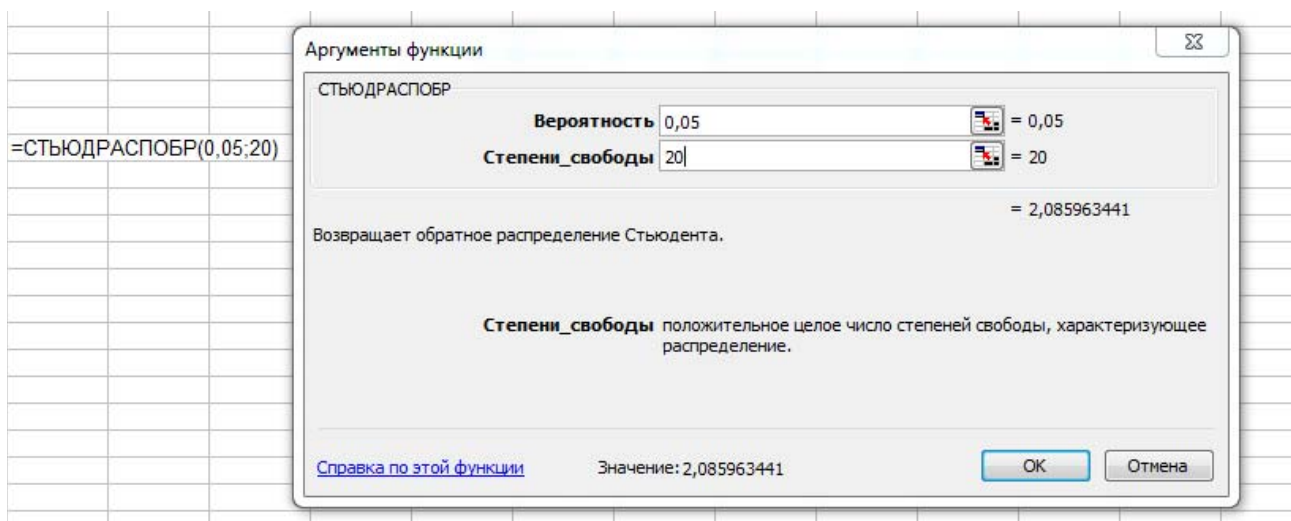 Аргументы функции
СТЬЮДРАСПОБР
Вероятность 0,05 = 0,05
=СТЬЮДРАСПОБР(0,05;20)
Степени_свободы 20 = 20
= 2,085963441
Возвращает обратное распределение Стьюдента.
Степени_свободы положительное целое число степеней свободы, характеризующее
распределение.
Справка по этой функции Значение: 2,085963441 OK Отмена